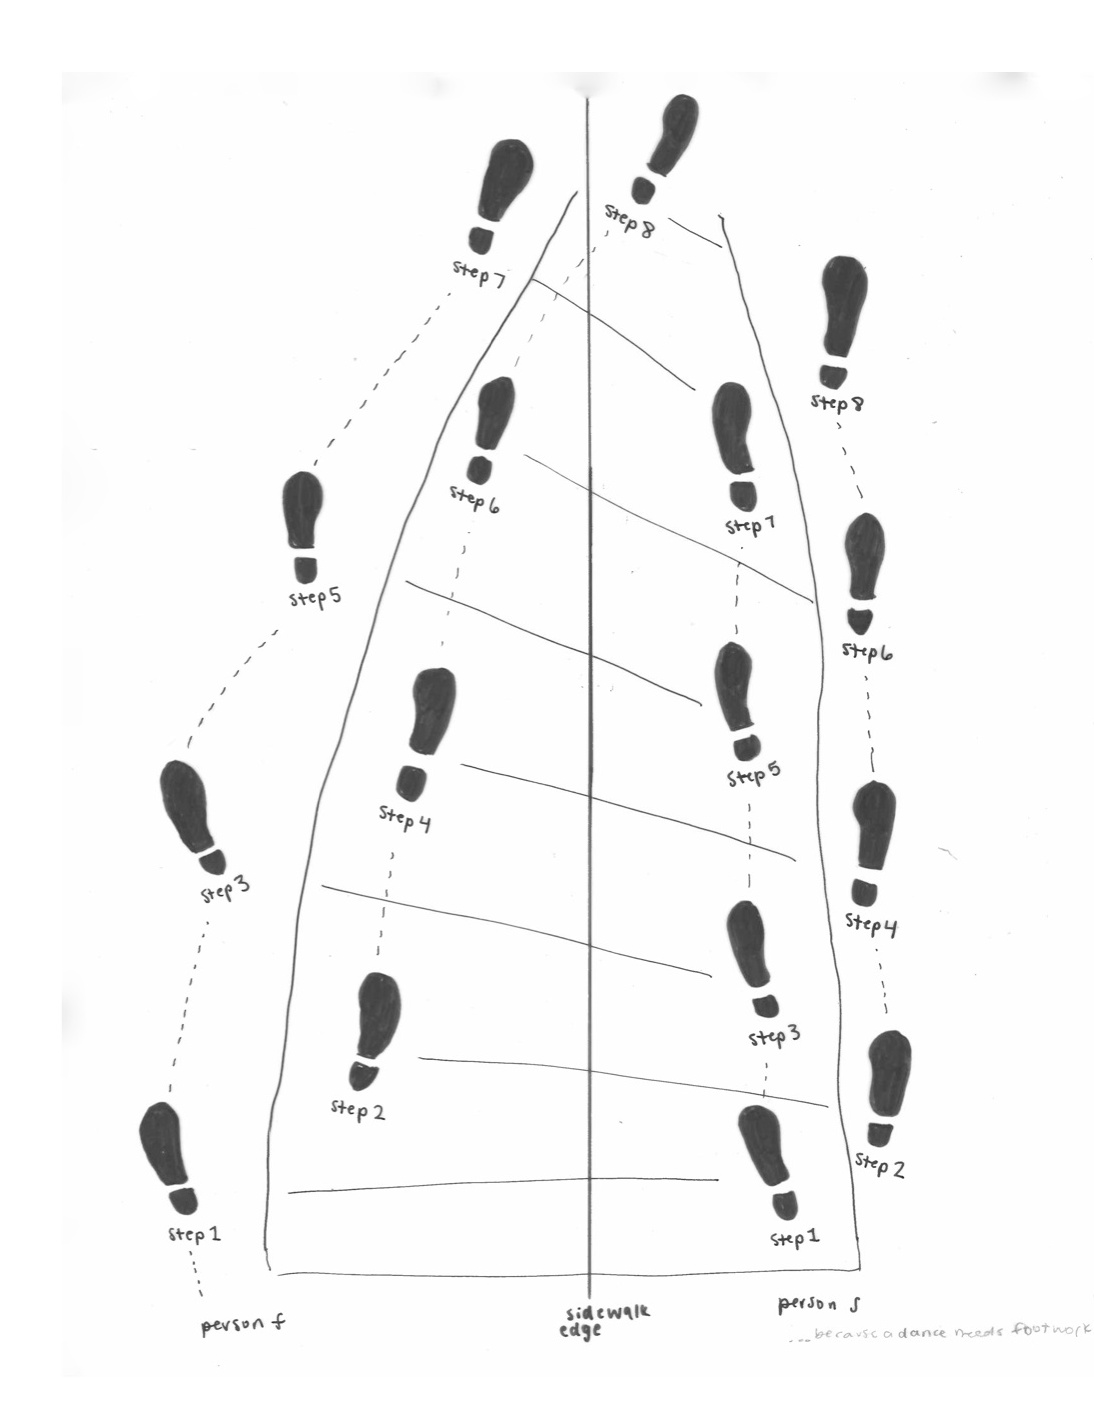 step 8
step 7
step 8
step 6
step 7
step 5
step 6
step 5
step 4
step 3
step 4
step 3
step 2
step 2
step 1
step 1
person f
sidewalk
edge
person s
...because a dance needs footwork